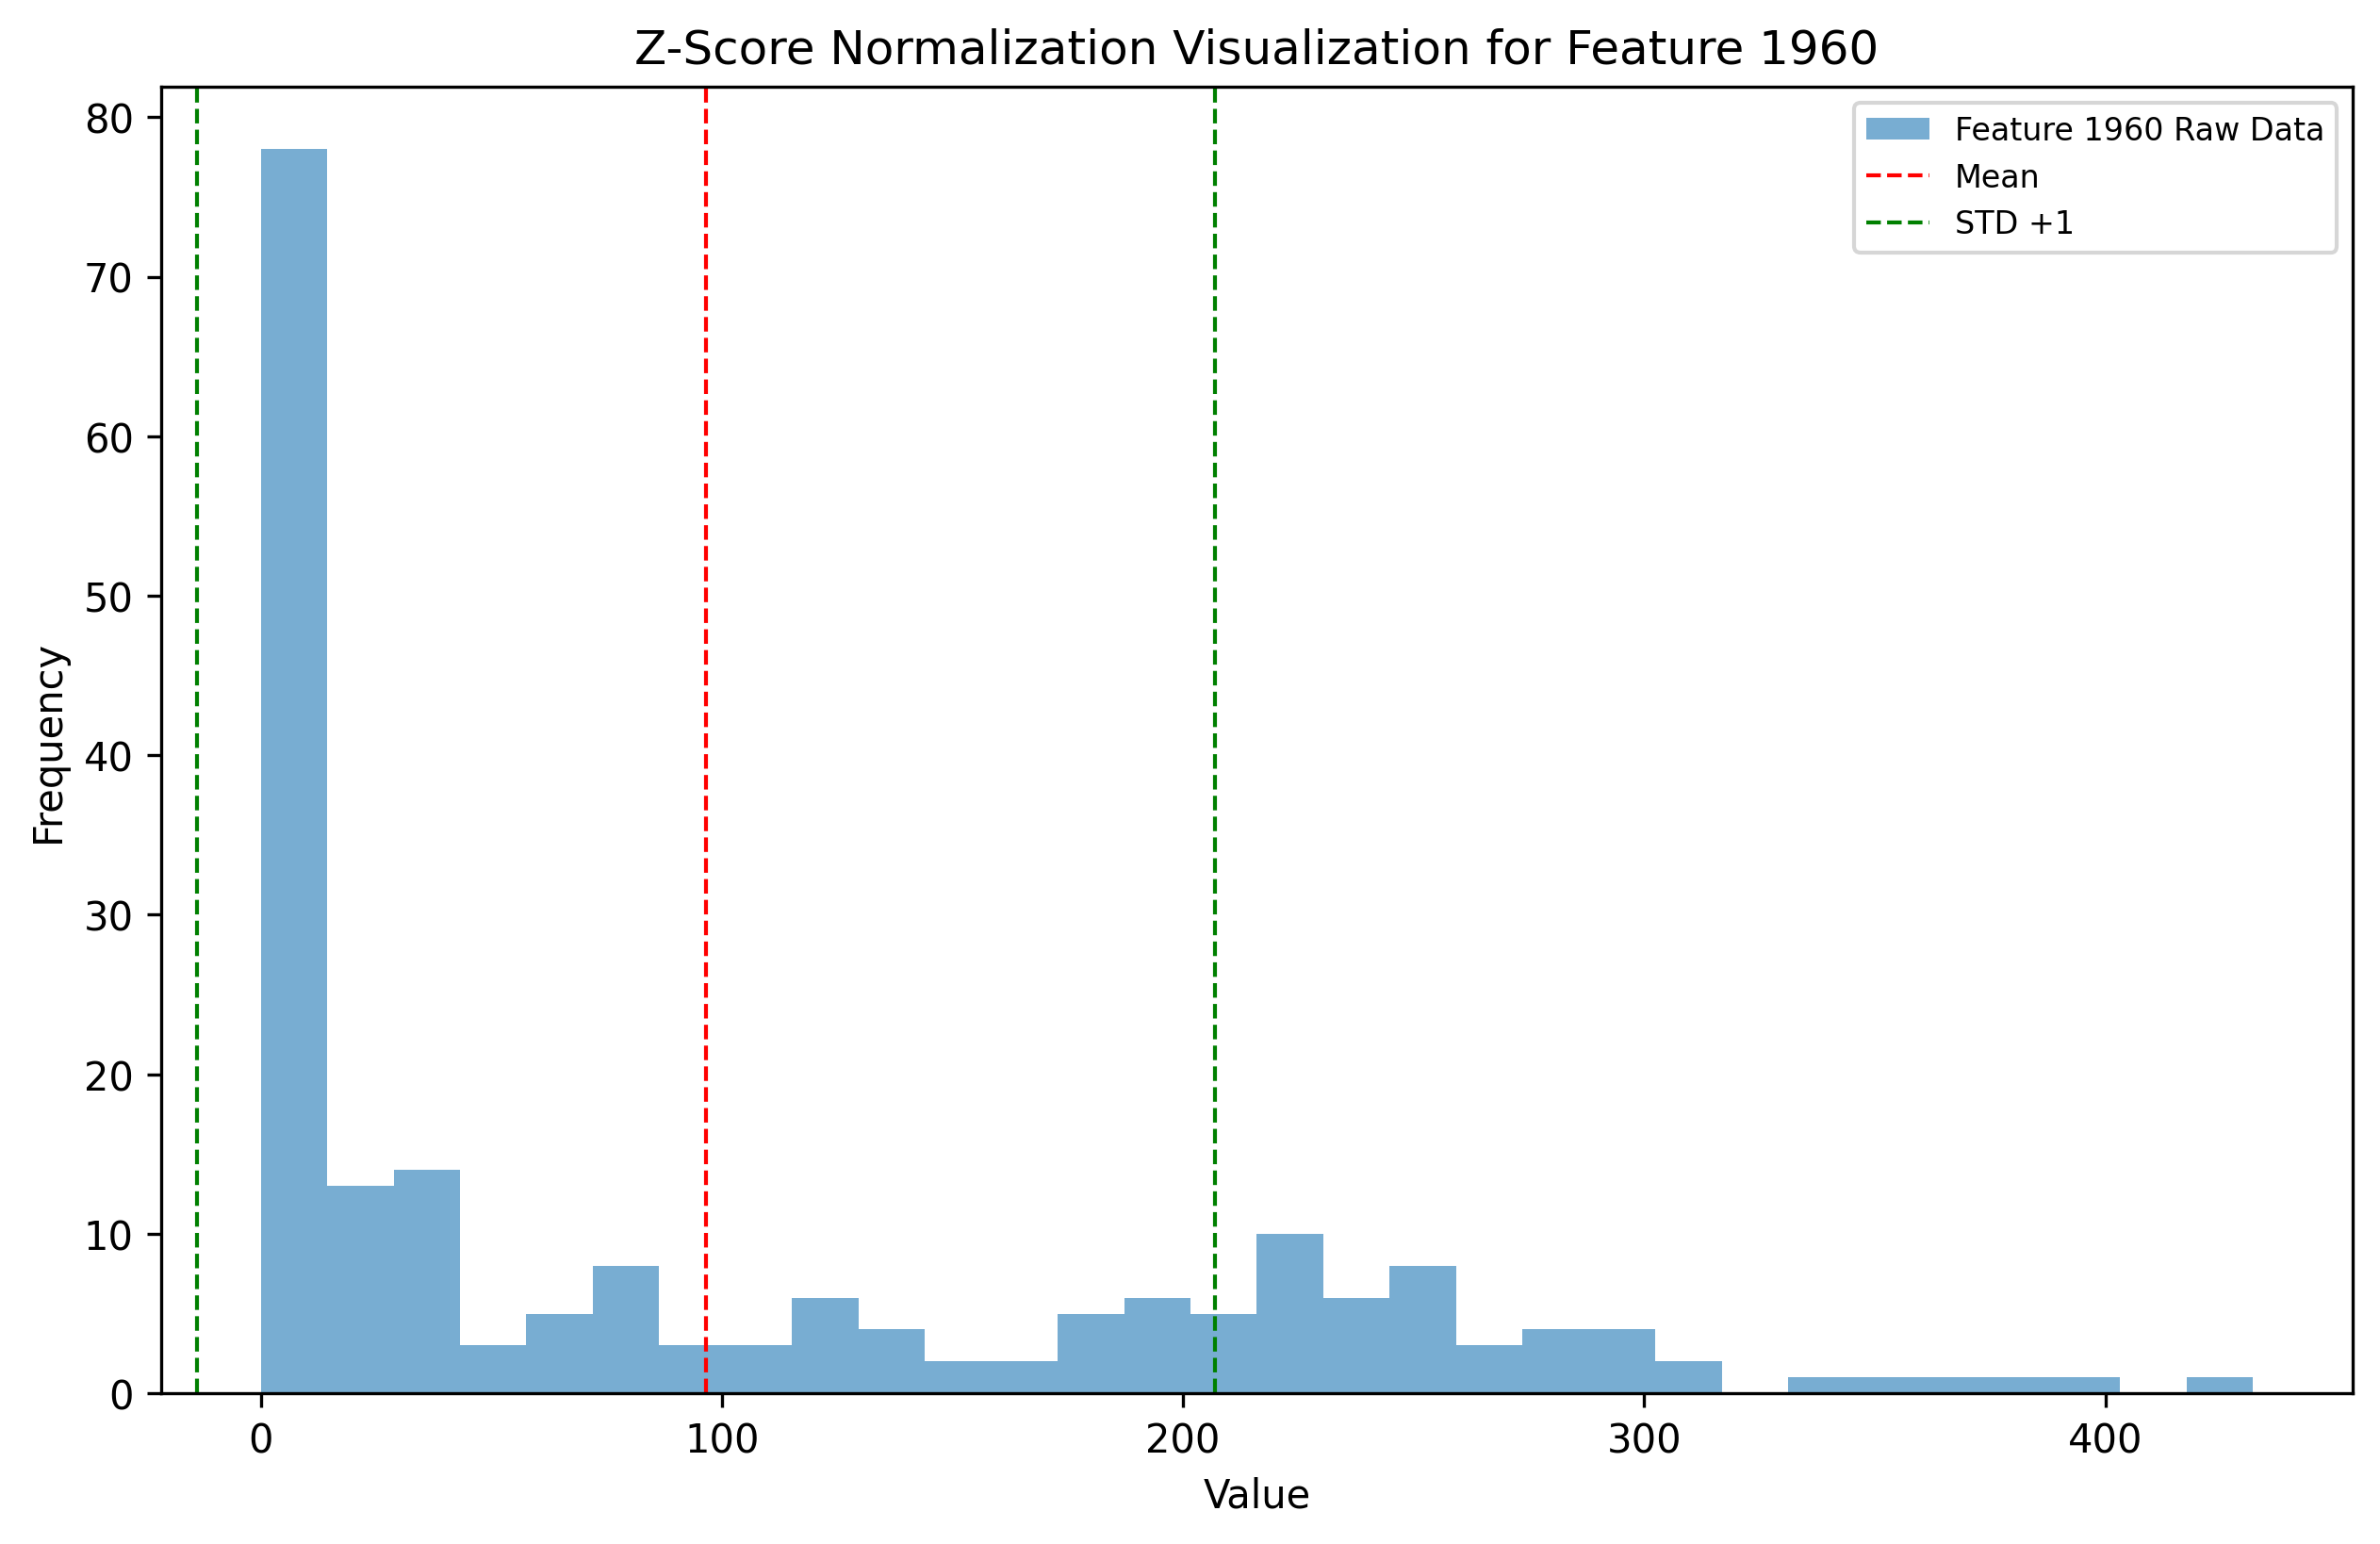 Z-Score Normalization Visualization for Feature 1960
Feature 1960 Raw Data
Mean
STD +1
80
70
60
50
40
30
20
10
0
Frequency
0 100 200 300 400
Value